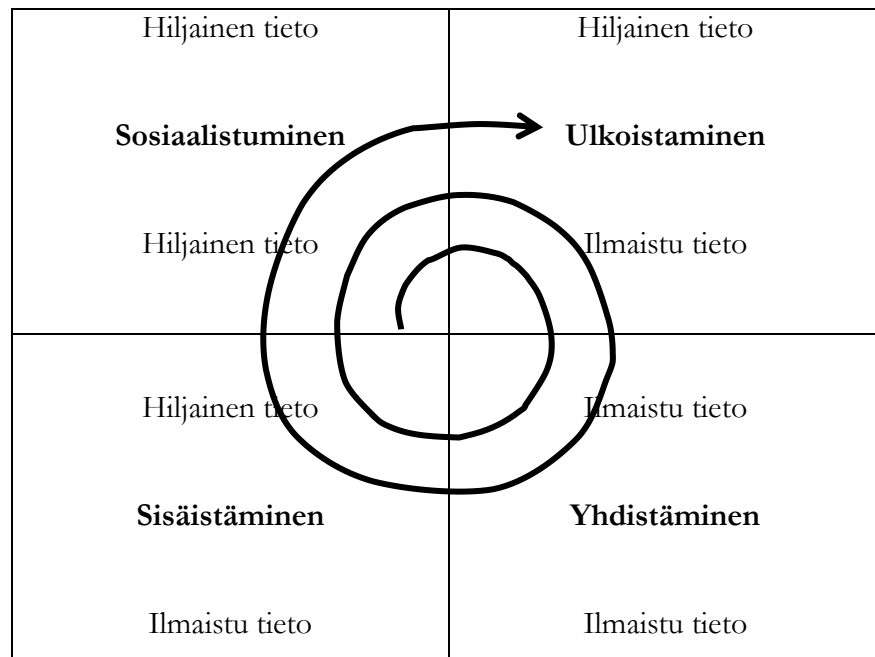 Hiljainen tieto
Hiljainen tieto
Sosiaalistuminen
Ulkoistaminen
Hiljainen tieto
Ilmaistu tieto
Hiljainen tieto
Ilmaistu tieto
Sisäistäminen
Yhdistäminen
Ilmaistu tieto
Ilmaistu tieto